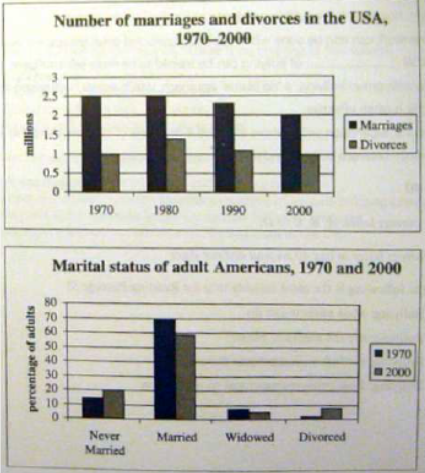 Number of marriages and divorces in the USA,
1970–2000
3
2.5
2
1.5
1
0.5
0
millions
1970 1980 1990 2000
Marriages
Divorces
Marital status of adult Americans, 1970 and 2000
80
70
60
50
40
30
20
10
0
percentage of adults
Never Married Married Widowed Divorced
1970
2000